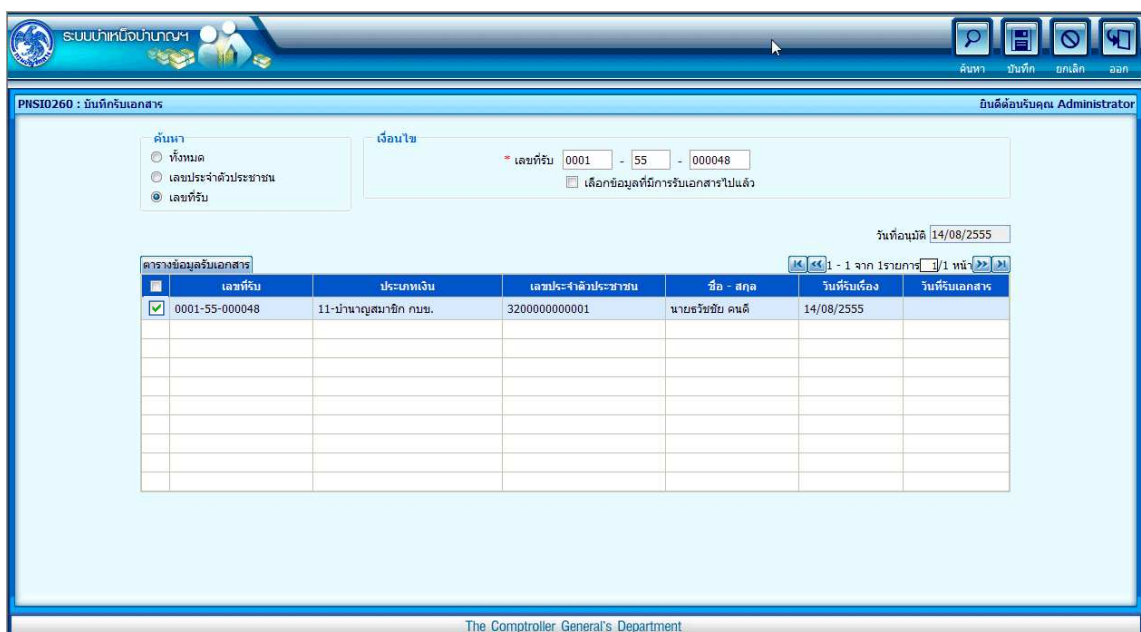 ระบบบำเหน็จบำนาญฯ
ค้นหา บันทึก ยกเลิก ออก
PNSI0260 : บันทึกรับเอกสาร ยินดีต้อนรับคุณ Administrator
ค้นหา เงื่อนไข
ทั้งหมด
* เลขที่รับ 0001 - 55 - 000048
เลขประจำตัวประชาชน
เลือกข้อมูลที่มีการรับเอกสารไปแล้ว
เลขที่รับ
วันที่อนุมัติ 14/08/2555
ตารางข้อมูลรับเอกสาร 1 - 1 จาก 1รายการ 1/1 หน้า
เลขที่รับ ประเภทเงิน เลขประจำตัวประชาชน ชื่อ - สกุล วันที่รับเรื่อง วันที่รับเอกสาร
0001-55-000048 11-บำนาญสมาชิก กบข. 3200000000001 นายธวัชชัย คนดี 14/08/2555
The Comptroller General's Department